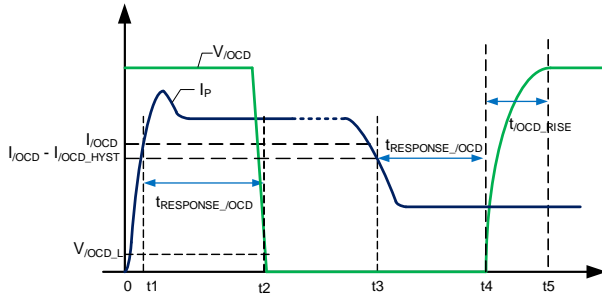 V/OCD
IP
I/OCD
I/OCD - I/OCD_HYST
tRESPONSE_/OCD
tRESPONSE_/OCD
t/OCD_RISE
V/OCD_L
0 t1 t2 t3 t4 t5